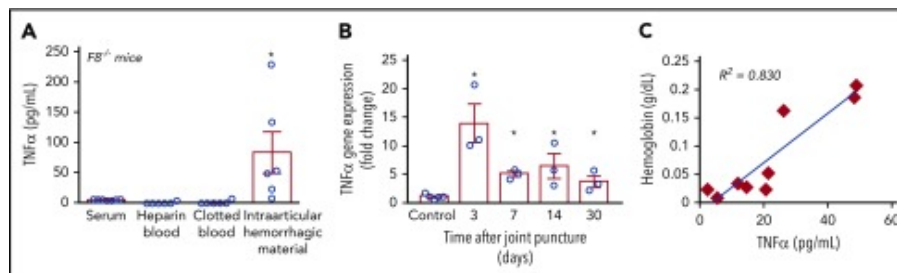 A
F8-/- mice
TNFα (pg/mL)
250
200
150
100
50
0
*
Serum
Heparin
blood
Clotted
blood
Intraarticular
hemorrhagic
material
B
TNFα gene expression
(fold change)
25
20
15
10
5
0
*
*
*
*
Control
3
7
14
30
Time after joint puncture
(days)
C
R² = 0.830
Hemoglobin (g/dL)
0.25
0.2
0.15
0.1
0.05
0
0
20
40
60
TNFα (pg/mL)